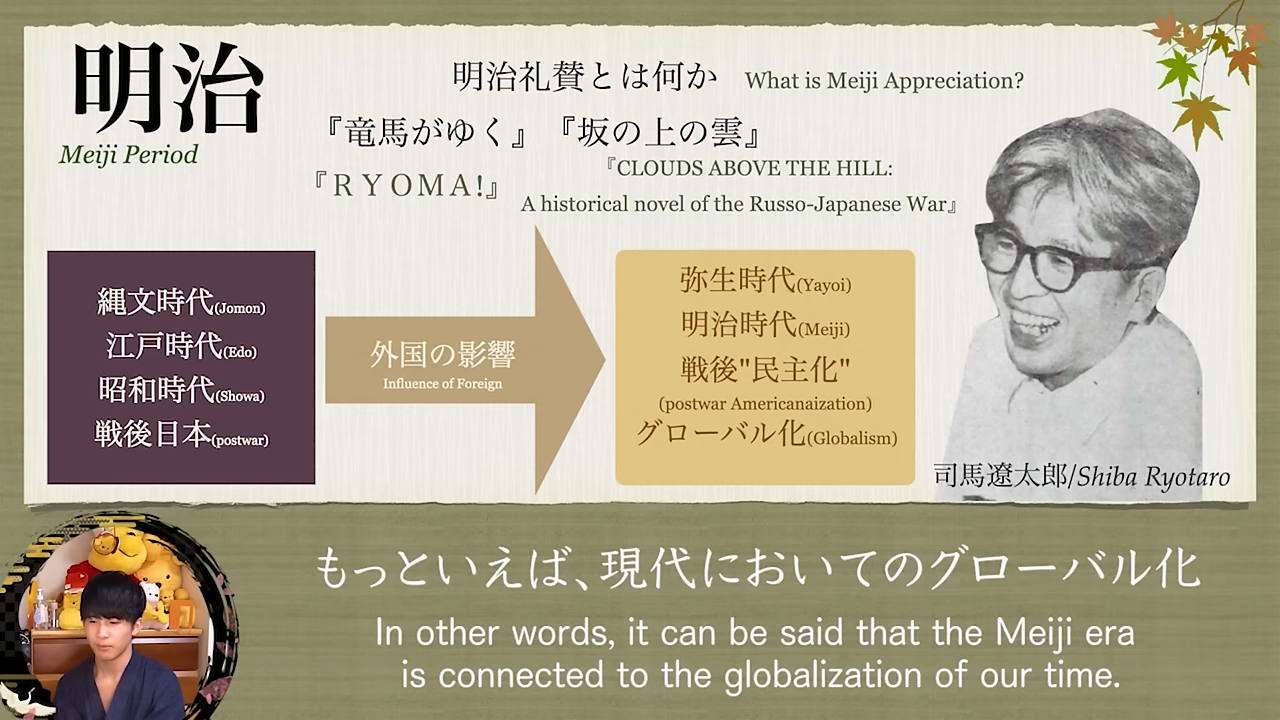 明治
Meiji Period
明治礼賛とは何か What is Meiji Appreciation?
『竜馬がゆく』『坂の上の雲』
『ＲＹＯＭＡ!』
『CLOUDS ABOVE THE HILL:
A historical novel of the Russo-Japanese War』
縄文時代(Jomon)
江戸時代(Edo)
昭和時代(Showa)
戦後日本(postwar)
外国の影響
Influence of Foreign
弥生時代(Yayoi)
明治時代(Meiji)
戦後"民主化"
(postwar Americanaization)
グローバル化(Globalism)
司馬遼太郎/Shiba Ryotaro
もっといえば、現代においてのグローバル化
In other words, it can be said that the Meiji era
is connected to the globalization of our time.